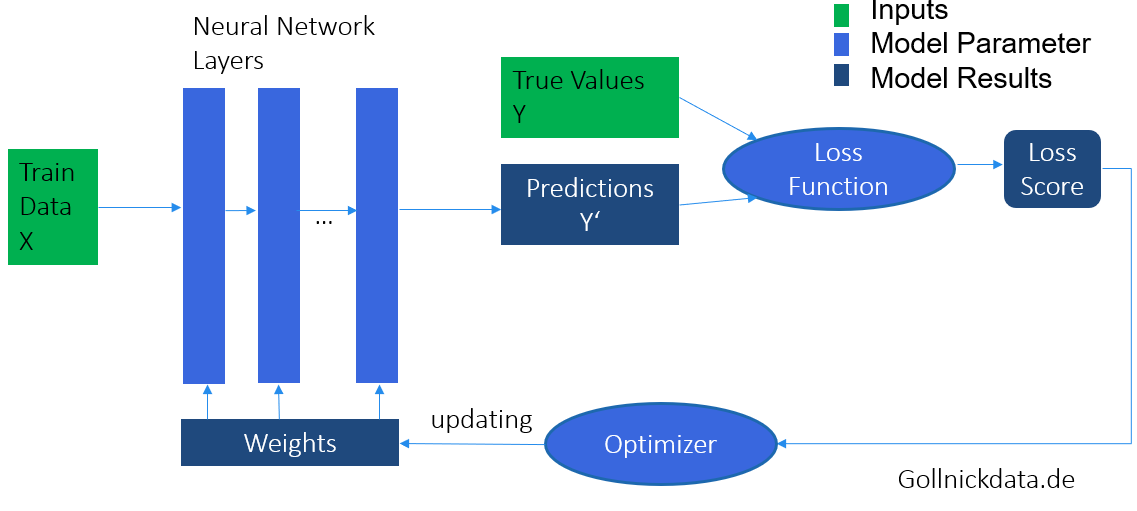 Neural Network
Layers
Inputs
Model Parameter
Model Results
True Values
Y
Train
Data
X
...
Predictions
Y‘
Loss
Function
Loss
Score
updating
Weights
Optimizer
Gollnickdata.de